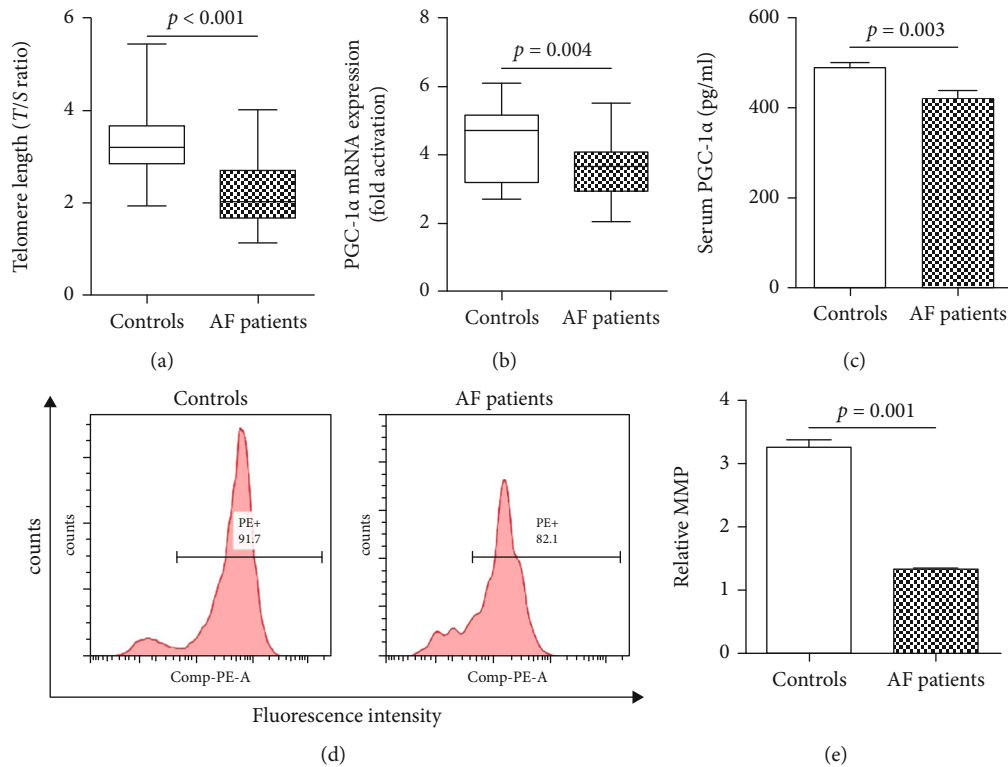 Telomere length (T/S ratio)
6
4
2
0
p < 0.001
Controls
AF patients
(a)
PGC-1α mRNA expression
(fold activation)
8
6
4
2
0
p = 0.004
Controls
AF patients
(b)
Serum PGC-1α (pg/ml)
600
400
200
0
p = 0.003
Controls
AF patients
(c)
counts
Controls
counts
PE+
91.7
Comp-PE-A
AF patients
counts
PE+
82.1
Comp-PE-A
Fluorescence intensity
(d)
Relative MMP
4
3
2
1
0
p = 0.001
Controls
AF patients
(e)